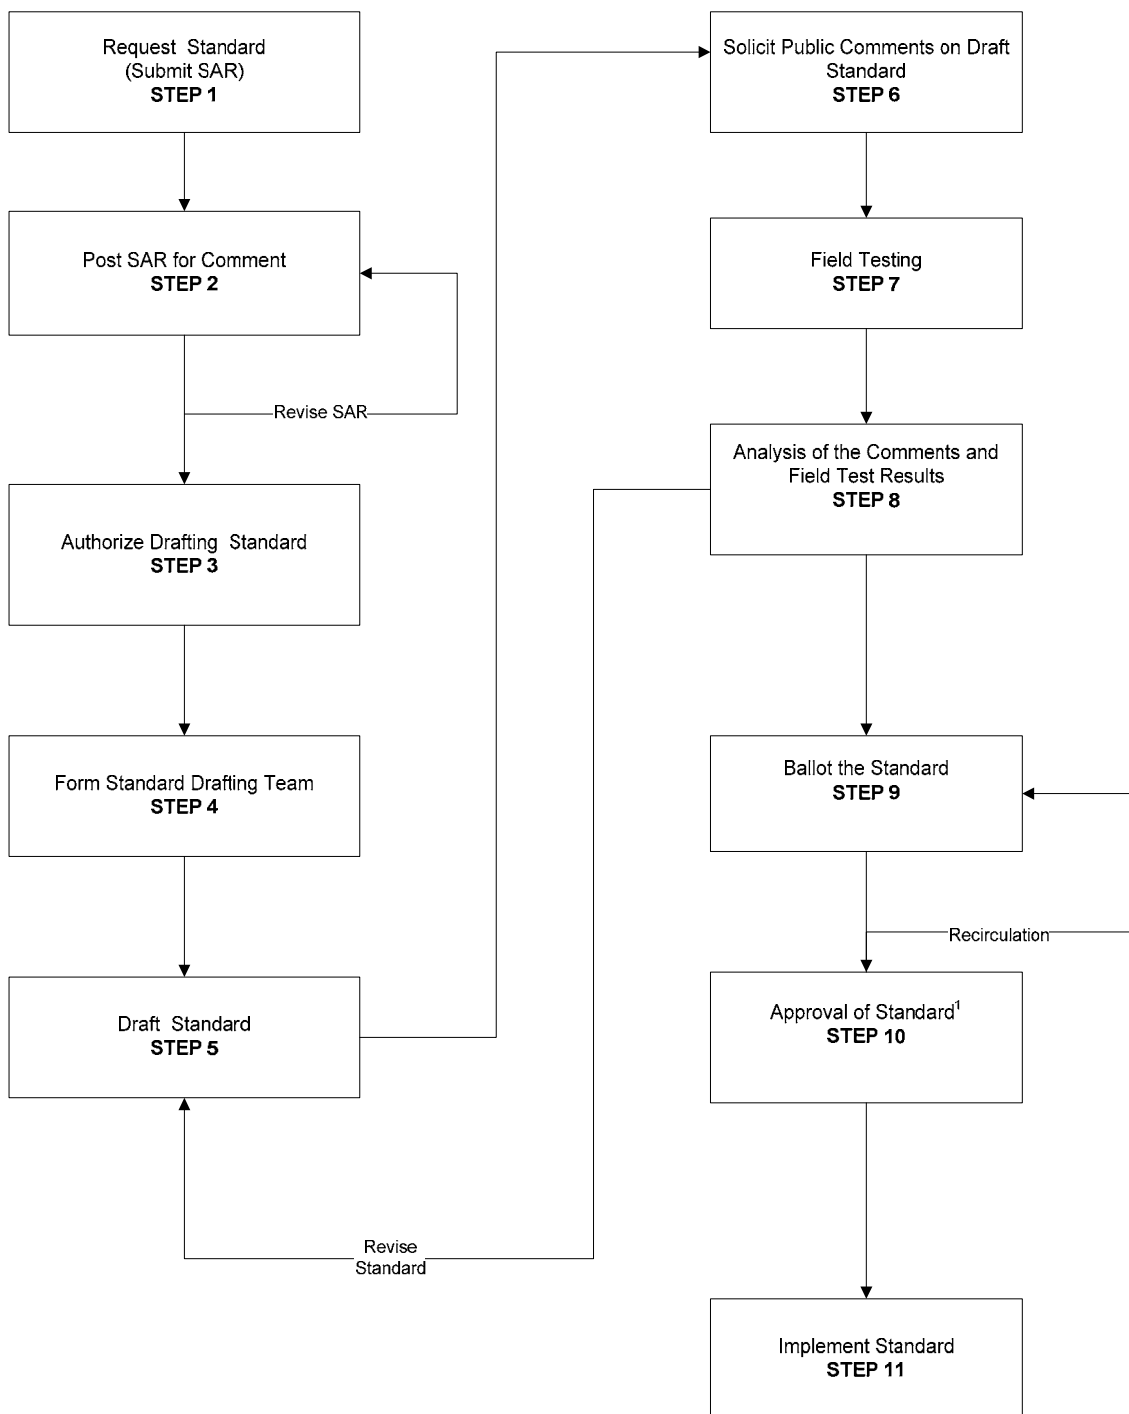 Request Standard
(Submit SAR)
STEP 1
Post SAR for Comment
STEP 2
Revise SAR
Authorize Drafting Standard
STEP 3
Form Standard Drafting Team
STEP 4
Draft Standard
STEP 5
Revise
Standard
Solicit Public Comments on Draft
Standard
STEP 6
Field Testing
STEP 7
Analysis of the Comments and
Field Test Results
STEP 8
Ballot the Standard
STEP 9
Recirculation
Approval of Standard¹
STEP 10
Implement Standard
STEP 11